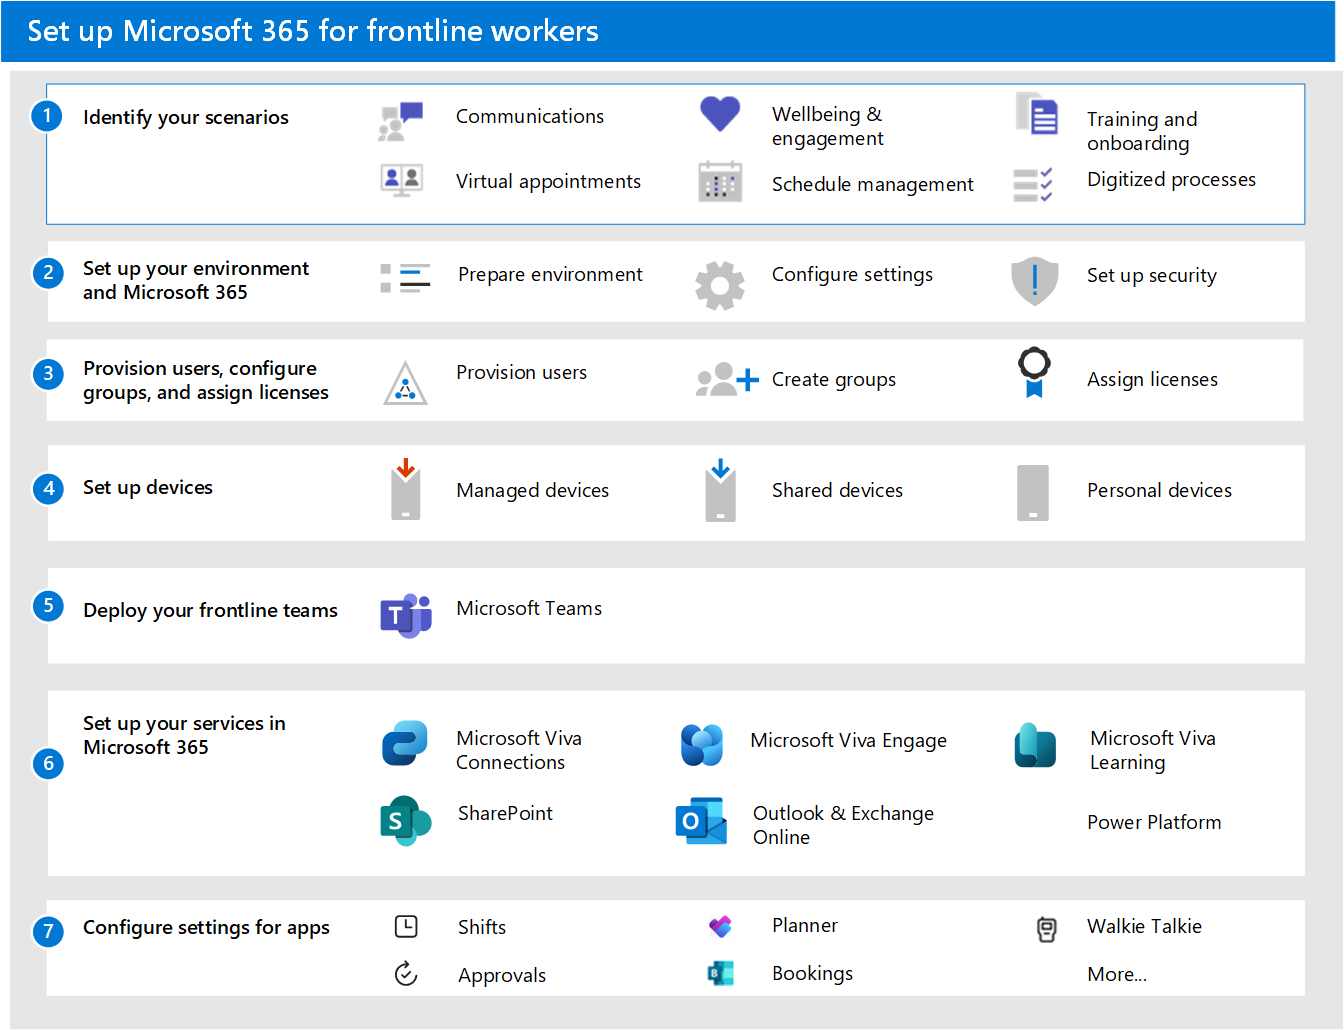 Set up Microsoft 365 for frontline workers
1
Identify your scenarios
Communications
Wellbeing &
engagement
Training and
onboarding
Virtual appointments
Schedule management
Digitized processes
2
Set up your environment
and Microsoft 365
Prepare environment
Configure settings
Set up security
3
Provision users, configure
groups, and assign licenses
Provision users
Create groups
Assign licenses
4
Set up devices
Managed devices
Shared devices
Personal devices
5
Deploy your frontline teams
T
Microsoft Teams
6
Set up your services in
Microsoft 365
Microsoft Viva
Connections
Microsoft Viva Engage
Microsoft Viva
Learning
S
SharePoint
O
Outlook & Exchange
Online
Power Platform
7
Configure settings for apps
Shifts
Planner
Walkie Talkie
Approvals
B
Bookings
More...